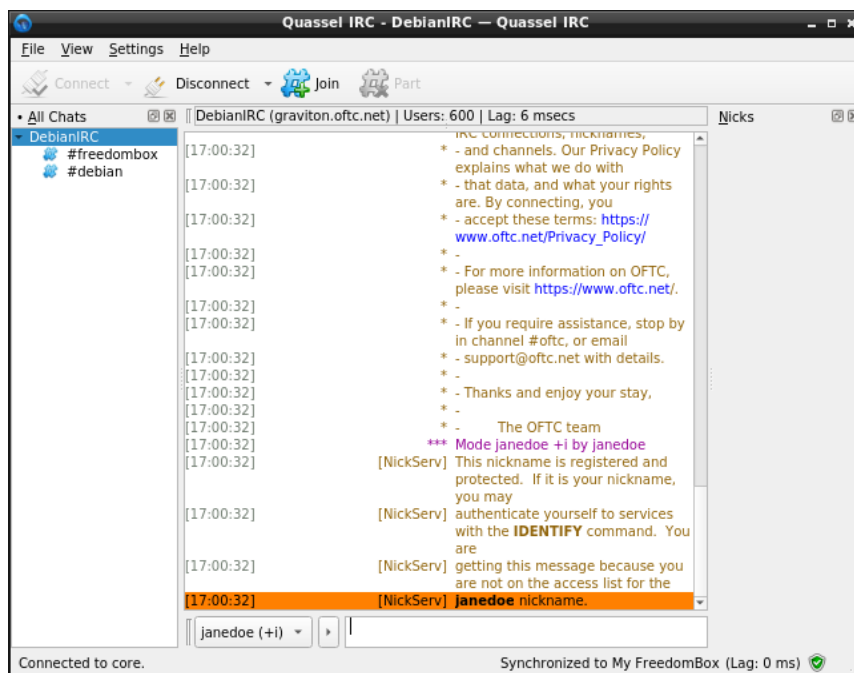 Quassel IRC - DebianIRC — Quassel IRC
File View Settings Help
Connect Disconnect Join Part
All Chats
DebianIRC (graviton.oftc.net) | Users: 600 | Lag: 6 msecs
Nicks
DebianIRC
#freedombox
#debian
IRC connections, nicknames,
[17:00:32] * - and channels. Our Privacy Policy
explains what we do with
[17:00:32] * - that data, and what your rights
are. By connecting, you
[17:00:32] * - accept these terms: https://
www.oftc.net/Privacy_Policy/
[17:00:32] * -
[17:00:32] * - For more information on OFTC,
please visit https://www.oftc.net/.
[17:00:32] * -
[17:00:32] * - If you require assistance, stop by
in channel #oftc, or email
[17:00:32] * - support@oftc.net with details.
[17:00:32] * -
[17:00:32] * - Thanks and enjoy your stay,
[17:00:32] * -
[17:00:32] * - The OFTC team
[17:00:32] *** Mode janedoe +i by janedoe
[17:00:32] [NickServ] This nickname is registered and
protected. If it is your nickname,
you may
[17:00:32] [NickServ] authenticate yourself to services
with the IDENTIFY command. You
are
[17:00:32] [NickServ] getting this message because you
are not on the access list for the
[17:00:32] [NickServ] janedoe nickname.
janedoe (+i)
Connected to core.
Synchronized to My FreedomBox (Lag: 0 ms)